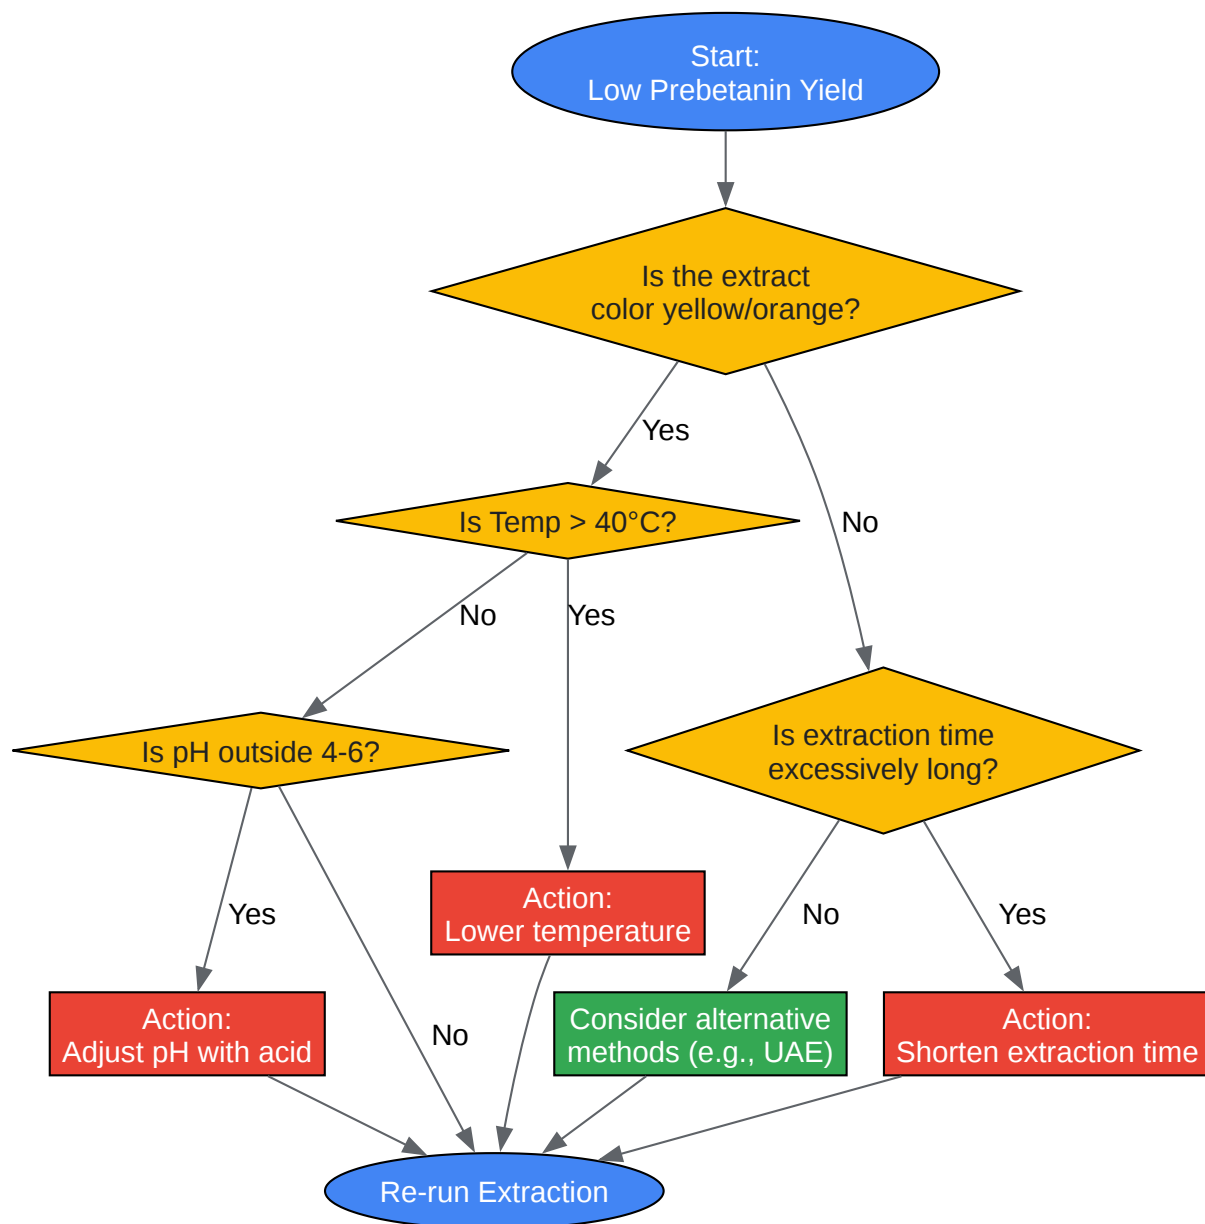 Start:
Low Prebetanin Yield
Is the extract
color yellow/orange?
Yes
No
Is Temp > 40°C?
No
Yes
Is pH outside 4-6?
Is extraction time
excessively long?
Yes
No
Action:
Lower temperature
No
Yes
Action:
Adjust pH with acid
Consider alternative
methods (e.g., UAE)
Action:
Shorten extraction time
Re-run Extraction